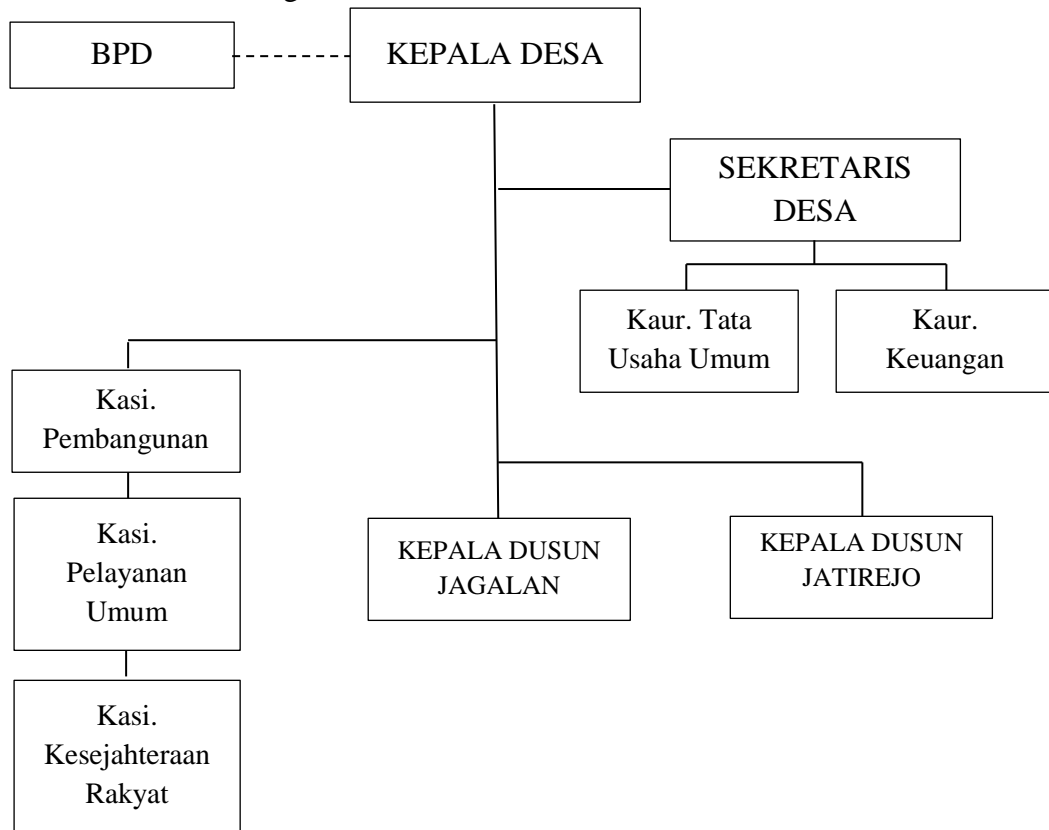 BPD
KEPALA DESA
SEKRETARIS
DESA
Kaur. Tata
Usaha Umum
Kaur.
Keuangan
Kasi.
Pembangunan
Kasi.
Pelayanan
Umum
KEPALA DUSUN
JAGALAN
KEPALA DUSUN
JATIREJO
Kasi.
Kesejahteraan
Rakyat